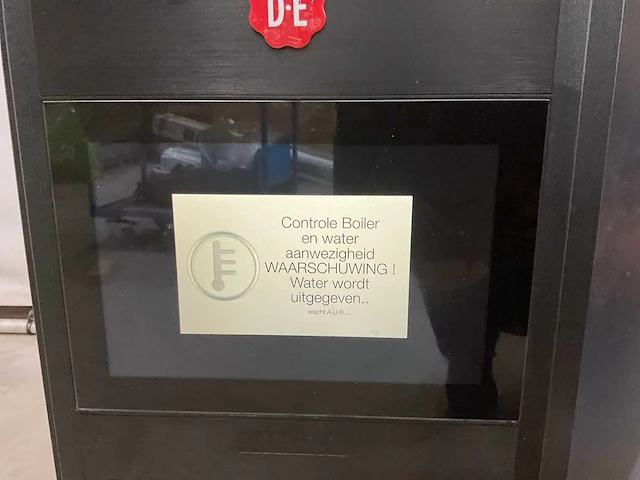 D·E
Controle Boiler
en water
aanwezigheid
WAARSCHUWING !
Water wordt
uitgegeven..
wacht A.U.B....